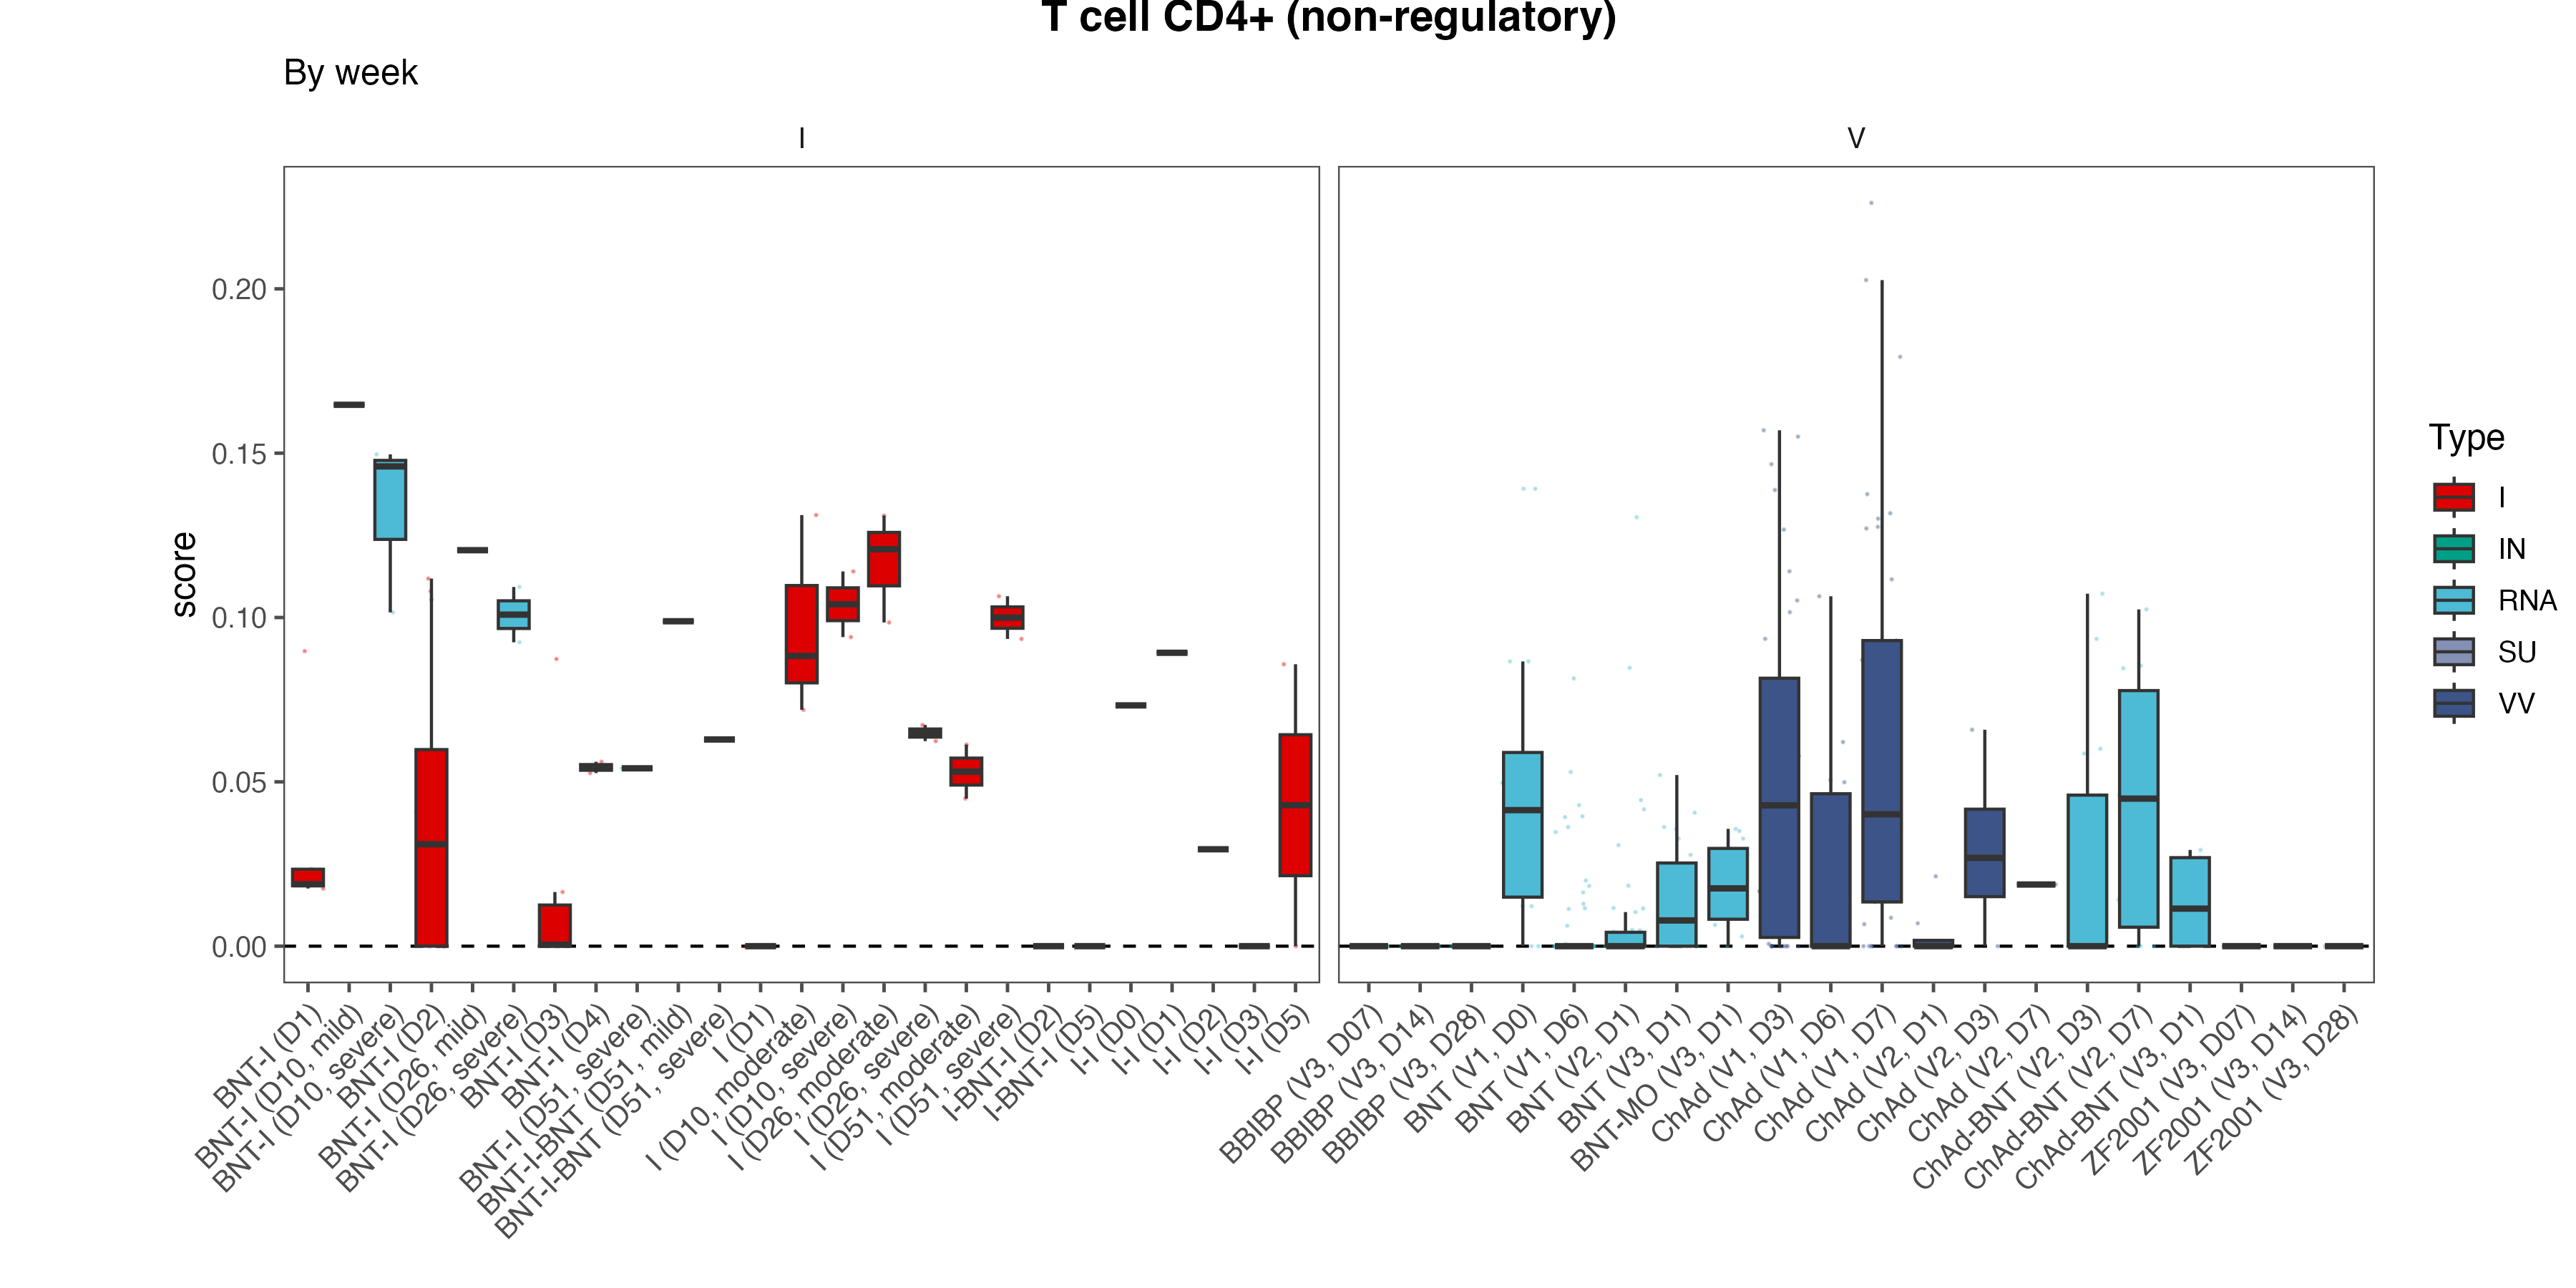 T cell CD4+ (non-regulatory)
By week
I
V
score
0.20
0.15
0.10
0.05
0.00
BNT-I (D1)
BNT-I (D10, mild)
BNT-I (D10, severe)
BNT-I (D2)
BNT-I (D26, mild)
BNT-I (D26, severe)
BNT-I (D3)
BNT-I (D4)
BNT-I (D51, severe)
BNT-I-BNT (D51, mild)
BNT-I-BNT (D51, severe)
I (D1)
I (D10, moderate)
I (D10, severe)
I (D26, moderate)
I (D26, severe)
I (D51, moderate)
I (D51, severe)
I-BNT-I (D2)
I-BNT-I (D5)
I-I (D0)
I-I (D1)
I-I (D2)
I-I (D3)
I-I (D5)
BBIBP (V3, D07)
BBIBP (V3, D14)
BBIBP (V3, D28)
BNT (V1, D0)
BNT (V1, D6)
BNT (V2, D1)
BNT (V3, D1)
BNT-MO (V3, D1)
ChAd (V1, D3)
ChAd (V1, D6)
ChAd (V1, D7)
ChAd (V2, D1)
ChAd (V2, D3)
ChAd (V2, D7)
ChAd-BNT (V2, D3)
ChAd-BNT (V2, D7)
ChAd-BNT (V3, D1)
ZF2001 (V3, D07)
ZF2001 (V3, D14)
ZF2001 (V3, D28)
Type
I
IN
RNA
SU
VV